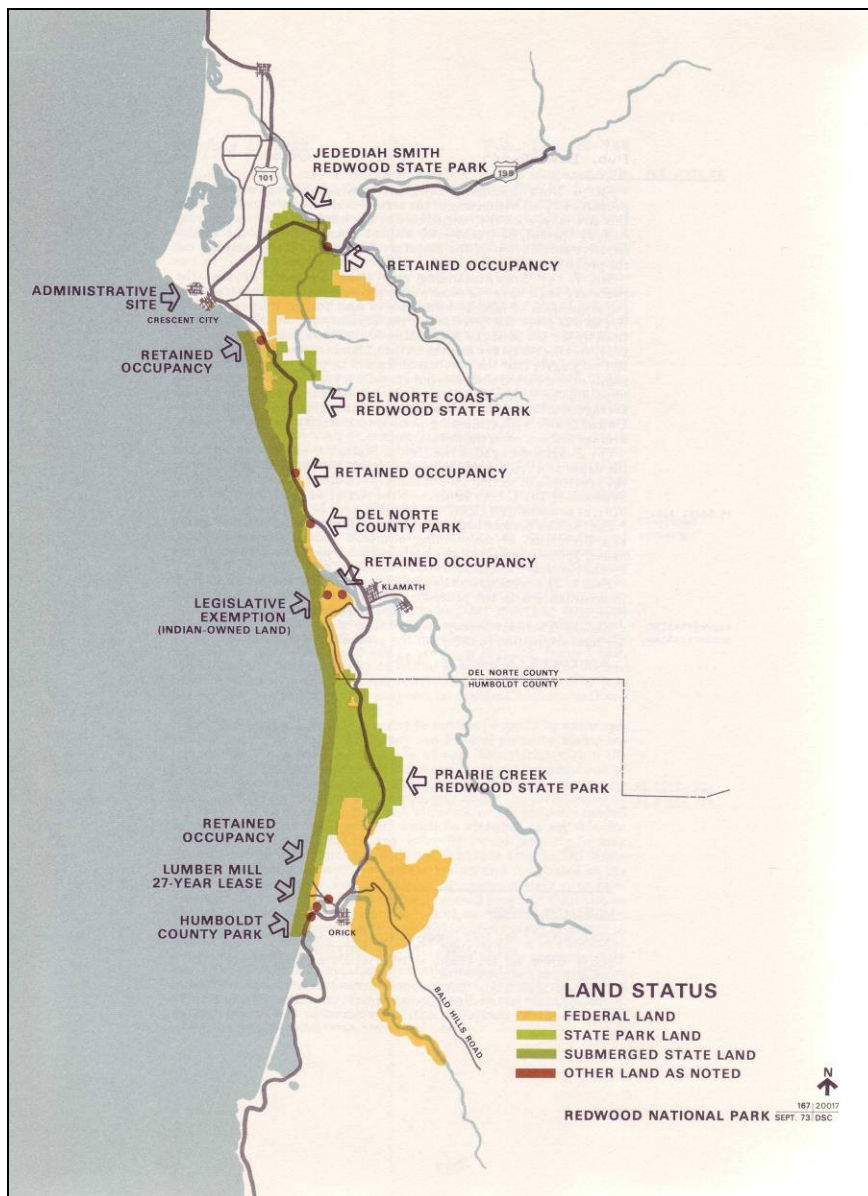 JEDEDIAH SMITH
REDWOOD STATE PARK
101
199
RETAINED OCCUPANCY
ADMINISTRATIVE
SITE
CRESCENT CITY
RETAINED
OCCUPANCY
DEL NORTE COAST
REDWOOD STATE PARK
RETAINED OCCUPANCY
DEL NORTE
COUNTY PARK
RETAINED OCCUPANCY
KLAMATH
LEGISLATIVE
EXEMPTION
(INDIAN-OWNED LAND)
DEL NORTE COUNTY
HUMBOLDT COUNTY
PRAIRIE CREEK
REDWOOD STATE PARK
RETAINED
OCCUPANCY
LUMBER MILL
27-YEAR LEASE
HUMBOLDT
COUNTY PARK
ORICK
BALD HILLS ROAD
LAND STATUS
FEDERAL LAND
STATE PARK LAND
SUBMERGED STATE LAND
OTHER LAND AS NOTED
N
REDWOOD NATIONAL PARK
167 20017
SEPT. 73 DSC